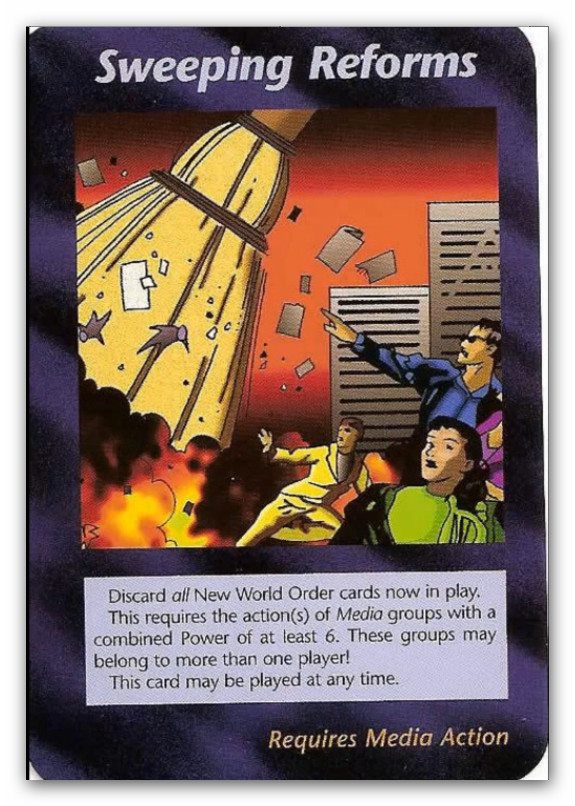 Sweeping Reforms
Discard all New World Order cards now in play.
This requires the action(s) of Media groups with a
combined Power of at least 6. These groups may
belong to more than one player!
This card may be played at any time.
Requires Media Action